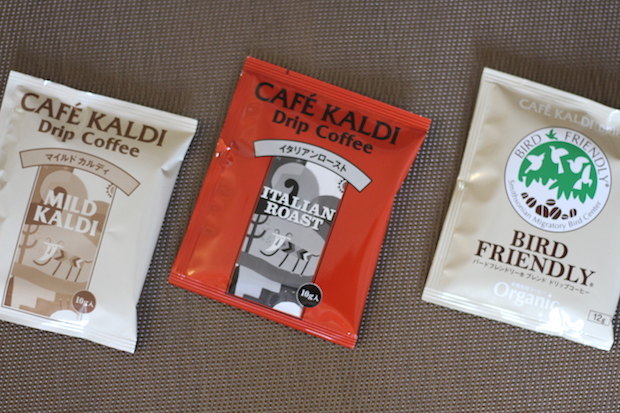 CAFÉ KALDI
Drip Coffee
マイルド カルディ
MILD
KALDI
10g入
CAFÉ KALDI
Drip Coffee
イタリアンロースト
ITALIAN
ROAST
10g入
CAFÉ KALDI
BIRD FRIENDLY®
Smithsonian Migratory Bird Center
BIRD
FRIENDLY®
バードフレンドリー® ブレンド ドリップコーヒー
Organic
12g